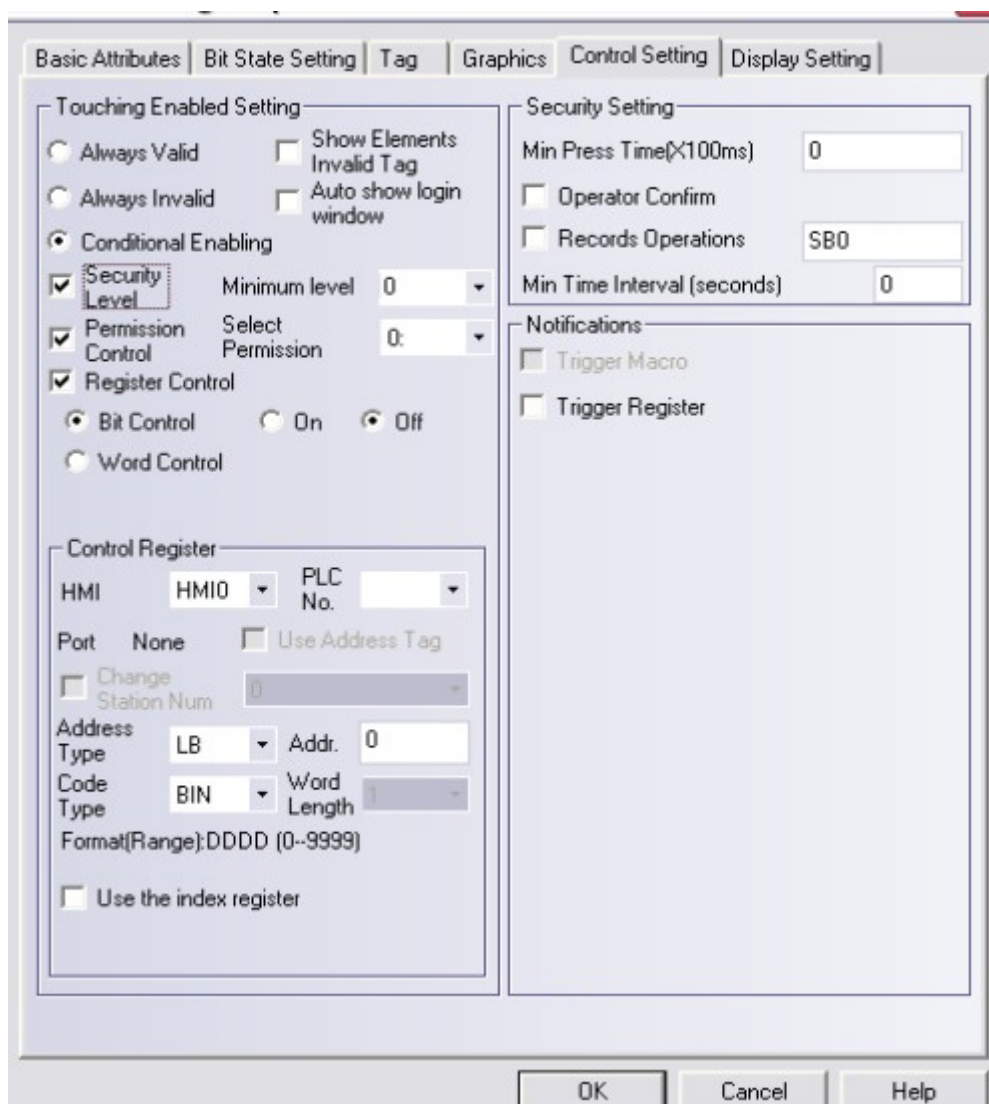 Basic Attributes Bit State Setting Tag Graphics Control Setting Display Setting
Touching Enabled Setting
Always Valid
Show Elements
Invalid Tag
Always Invalid
Auto show login
window
Conditional Enabling
Security
Level
Minimum level 0
Permission
Control
Select
Permission
0:
Register Control
Bit Control On Off
Word Control
Control Register
HMI HMI0
PLC
No.
Port None Use Address Tag
Change
Station Num
0
Address
Type
LB Addr. 0
Code
Type
BIN
Word
Length
1
Format(Range):DDDD (0--9999)
Use the index register
Security Setting
Min Press Time(X100ms) 0
Operator Confirm
Records Operations SB0
Min Time Interval (seconds) 0
Notifications
Trigger Macro
Trigger Register
OK Cancel Help